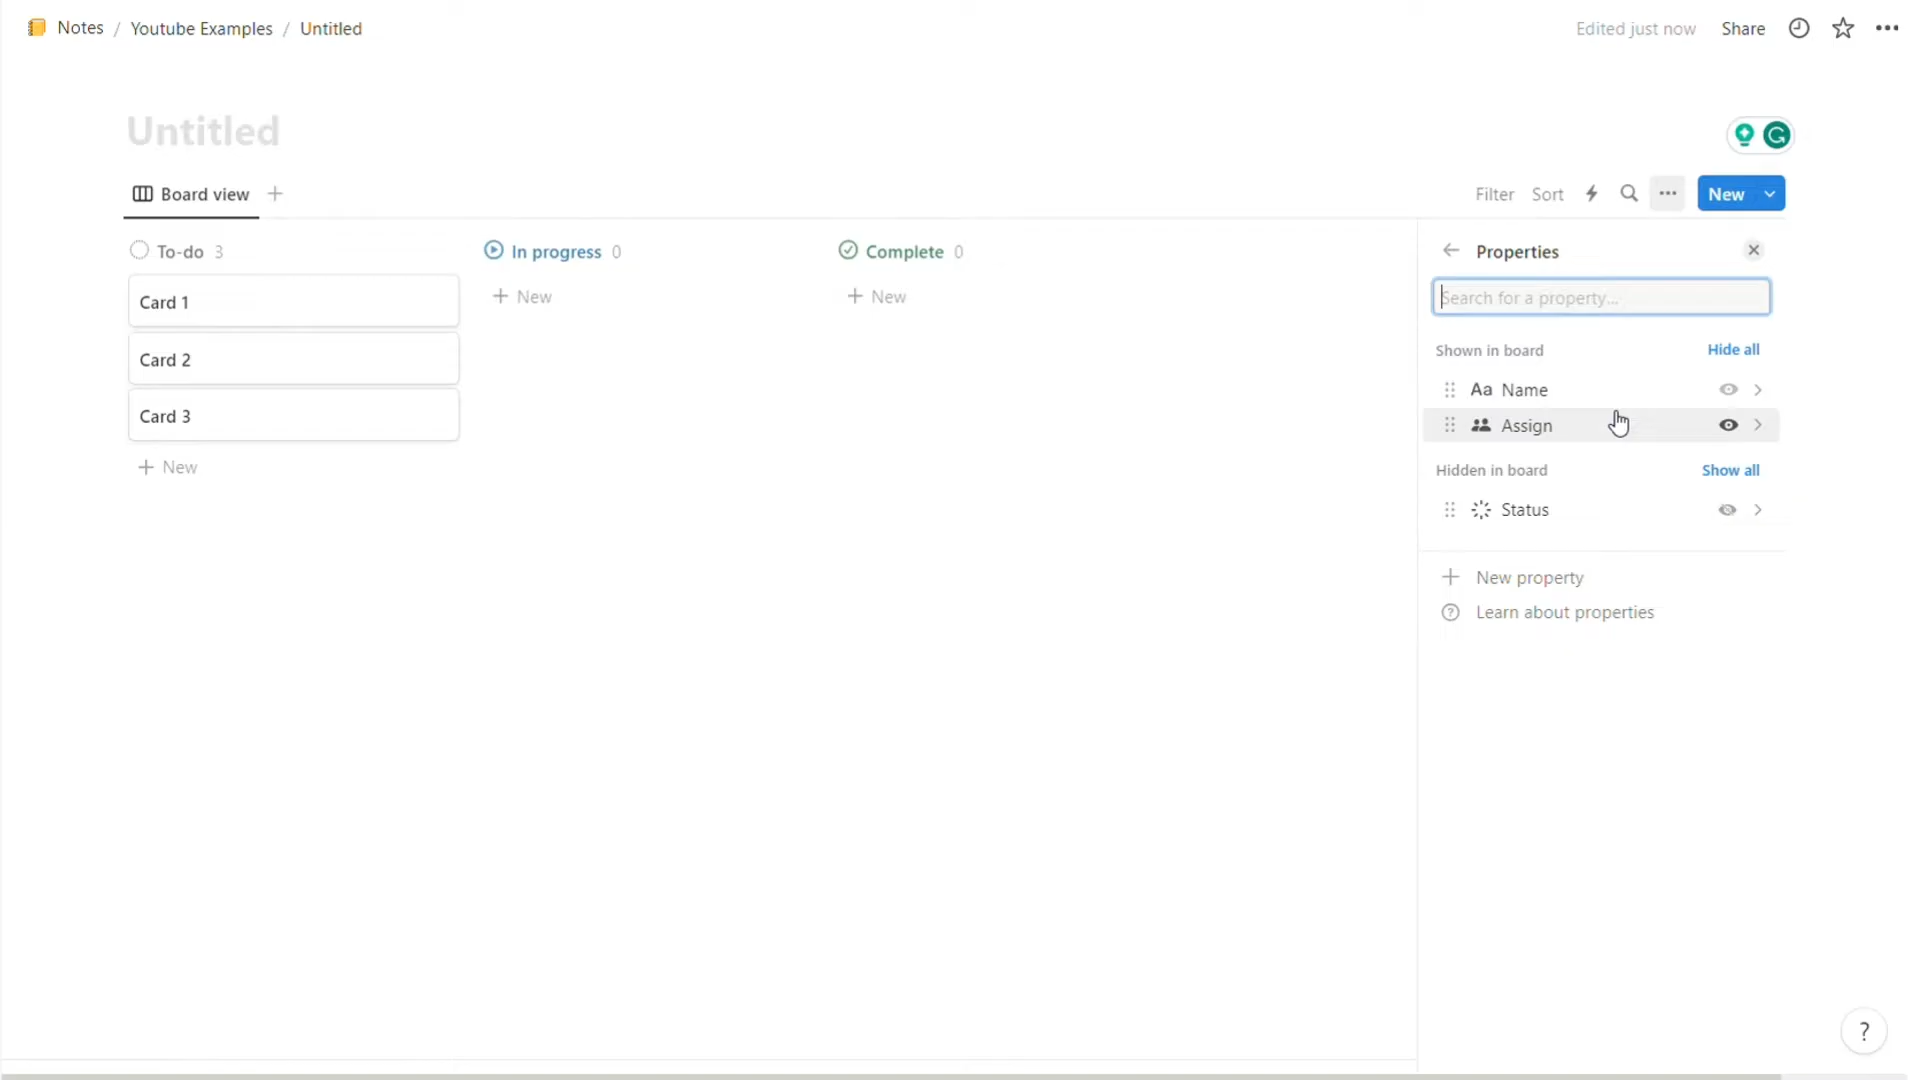 Notes / Youtube Examples / Untitled
Edited just now Share
Untitled
Board view
Filter Sort New
To-do 3
In progress 0
Complete 0
Card 1
Card 2
Card 3
+ New
+ New
+ New
Properties
Search for a property...
Shown in board Hide all
Aa Name
Assign
Hidden in board Show all
Status
+ New property
? Learn about properties
?